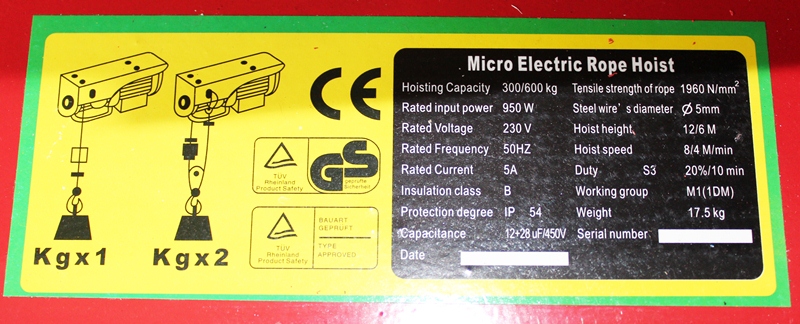 Kgx1
Kgx2
CE
TÜV
Rheinland
Product Safety
GS
geprüfte
Sicherheit
TÜV
Rheinland
Product Safety
BAUART
GEPRÜFT
TYPE
APPROVED
Micro Electric Rope Hoist
Hoisting Capacity 300/600 kg Tensile strength of rope 1960 N/mm²
Rated input power 950 W Steel wire's diameter Ø 5mm
Rated Voltage 230 V Hoist height 12/6 M
Rated Frequency 50HZ Hoist speed 8/4 M/min
Rated Current 5A Duty S3 20%/10 min
Insulation class B Working group M1(1DM)
Protection degree IP 54 Weight 17.5 kg
Capacitance 12+28 uF/450V Serial number
Date